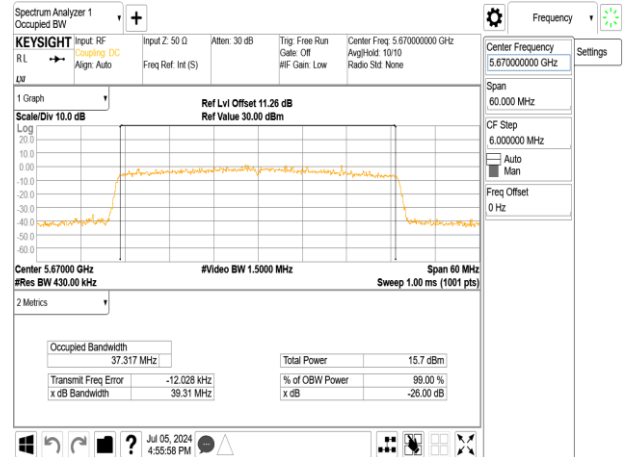 Spectrum Analyzer 1
Occupied BW
+
Frequency
KEYSIGHT
Input: RF
Input Z: 50 Ω
Atten: 30 dB
Trig: Free Run
Center Freq: 5.670000000 GHz
RL
Coupling: DC
Gate: Off
Avg|Hold: 10/10
Align: Auto
Freq Ref: Int (S)
#IF Gain: Low
Radio Std: None
Center Frequency
5.670000000 GHz
Settings
Span
60.000 MHz
CF Step
6.000000 MHz
Auto
Man
Freq Offset
0 Hz
1 Graph
Ref Lvl Offset 11.26 dB
Scale/Div 10.0 dB
Ref Value 30.00 dBm
Log
20.0
10.0
0.00
-10.0
-20.0
-30.0
-40.0
-50.0
-60.0
Center 5.67000 GHz
#Video BW 1.5000 MHz
Span 60 MHz
#Res BW 430.00 kHz
Sweep 1.00 ms (1001 pts)
2 Metrics
Occupied Bandwidth
37.317 MHz
Total Power
15.7 dBm
Transmit Freq Error
-12.028 kHz
% of OBW Power
99.00 %
x dB Bandwidth
39.31 MHz
x dB
-26.00 dB
?
Jul 05, 2024
4:55:58 PM